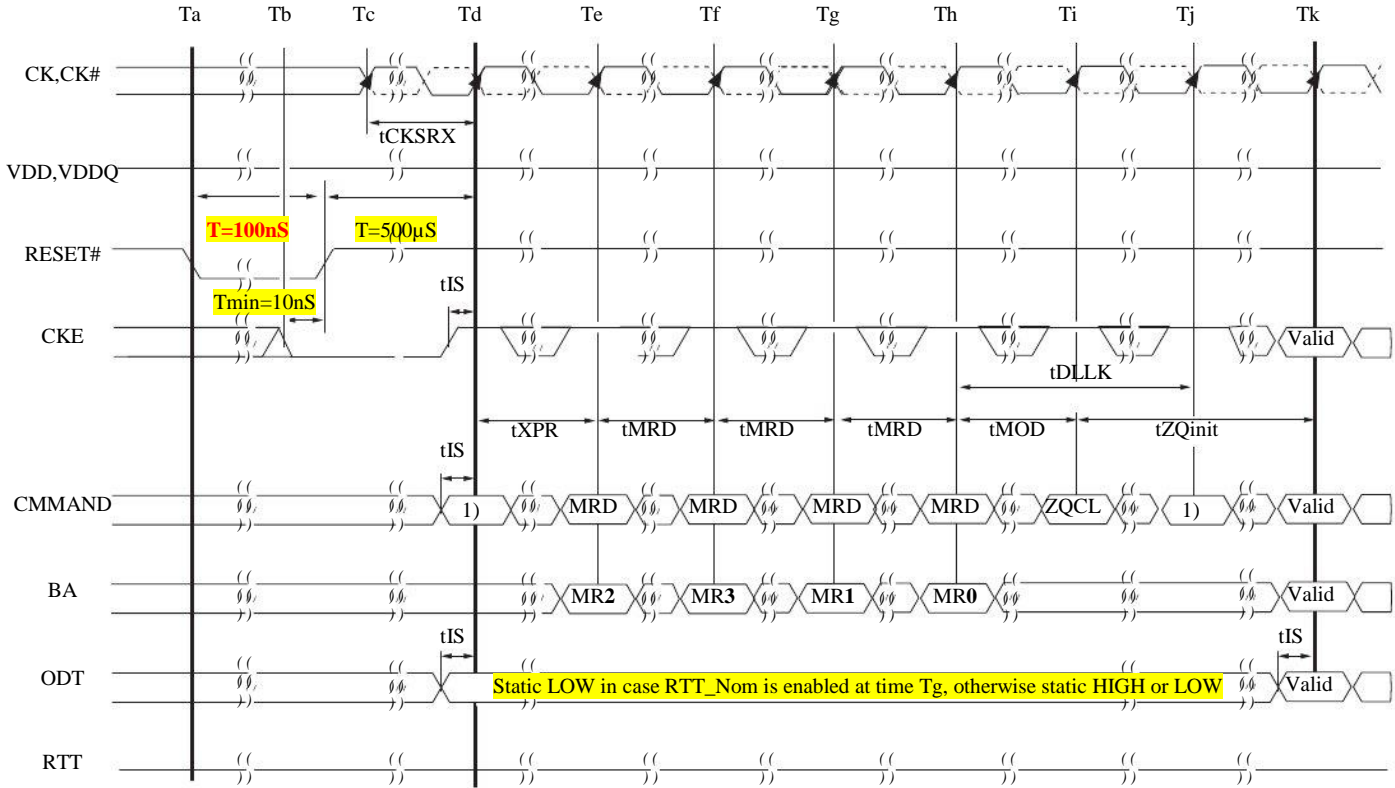 Ta Tb Tc Td Te Tf Tg Th Ti Tj Tk
CK,CK#
tCKSRX
VDD,VDDQ
T=100nS T=500µS
RESET#
Tmin=10nS tIS
CKE Valid
tDLLK
tXPR tMRD tMRD tMRD tMOD tZQinit
tIS
CMMAND 1) MRD MRD MRD MRD ZQCL 1) Valid
BA MR2 MR3 MR1 MR0 Valid
tIS tIS
ODT Static LOW in case RTT_Nom is enabled at time Tg, otherwise static HIGH or LOW Valid
RTT